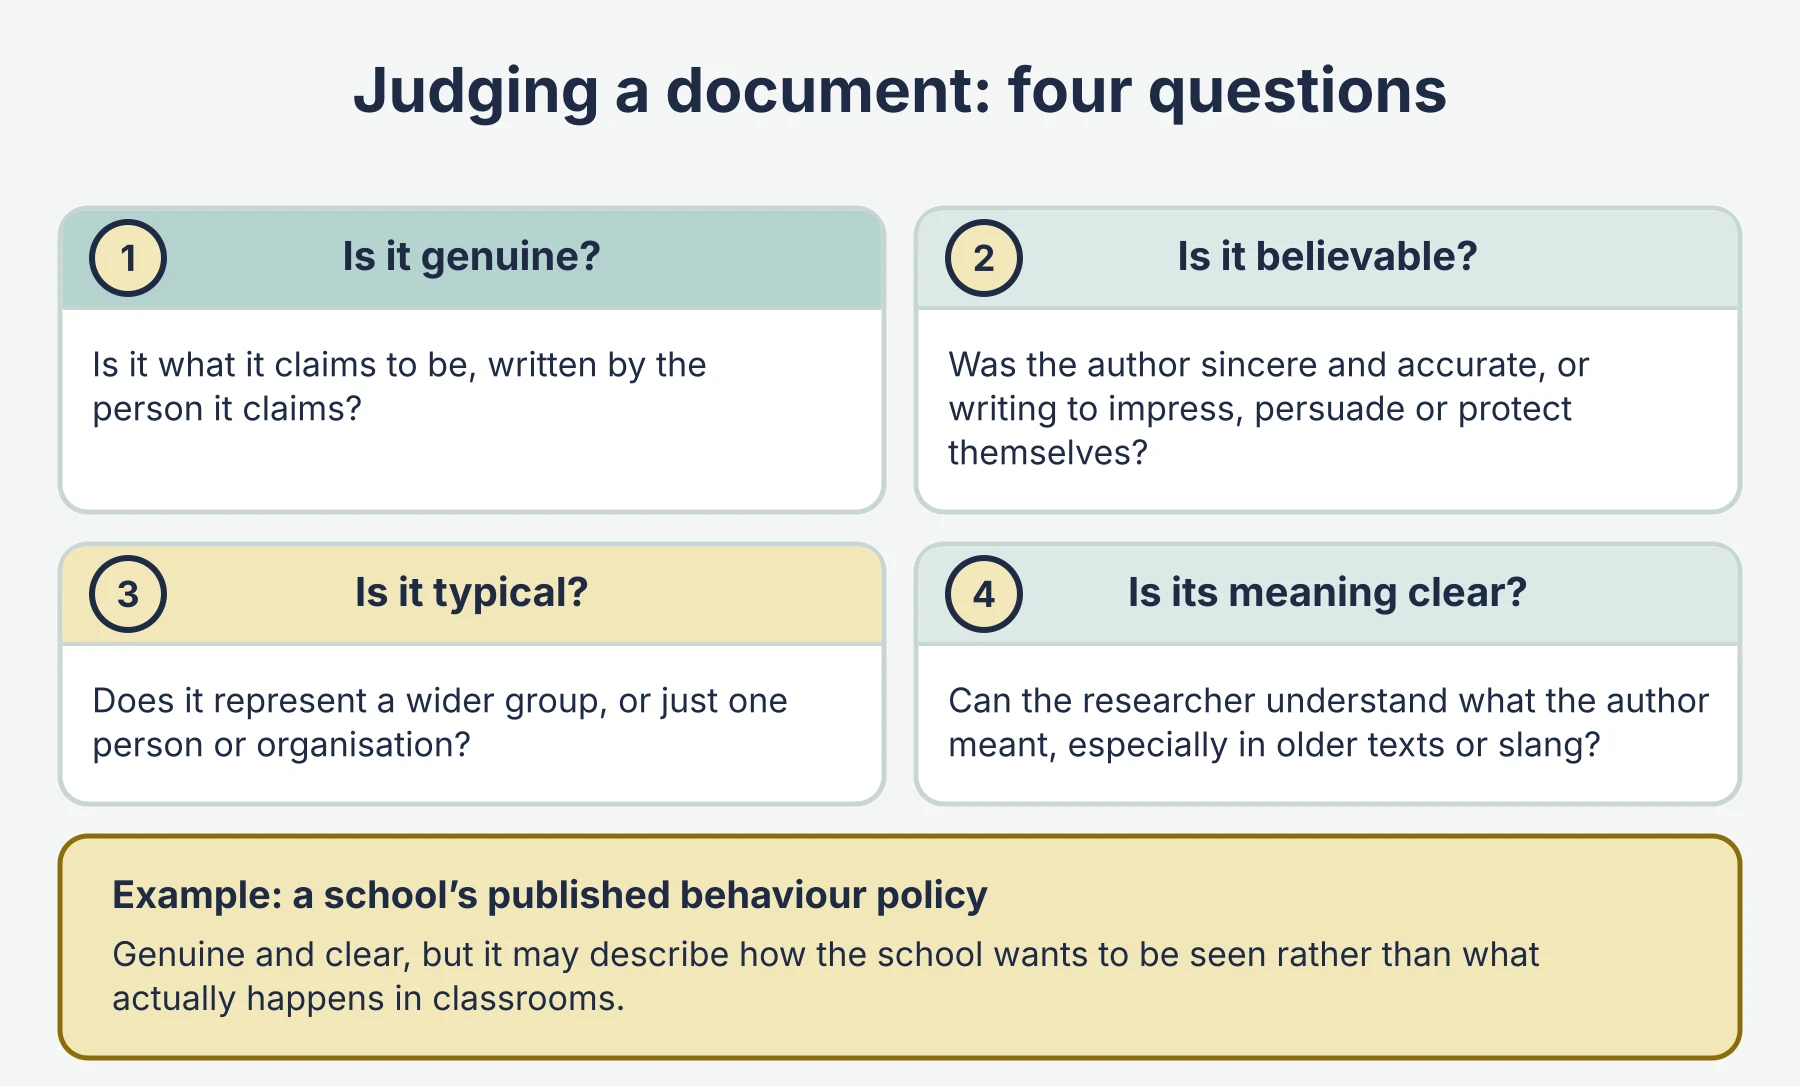 Judging a document: four questions
1
Is it genuine?
Is it what it claims to be, written by the
person it claims?
2
Is it believable?
Was the author sincere and accurate, or
writing to impress, persuade or protect
themselves?
3
Is it typical?
Does it represent a wider group, or just one
person or organisation?
4
Is its meaning clear?
Can the researcher understand what the author
meant, especially in older texts or slang?
Example: a school’s published behaviour policy
Genuine and clear, but it may describe how the school wants to be seen rather than what
actually happens in classrooms.